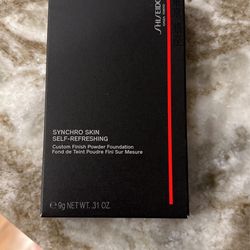 SHISEIDO
SYNCHRO SKIN
SELF-REFRESHING
Custom Finish Powder Foundation
Fond de Teint Poudre Fini Sur Mesure
℮ 9g NET WT. .31 OZ.